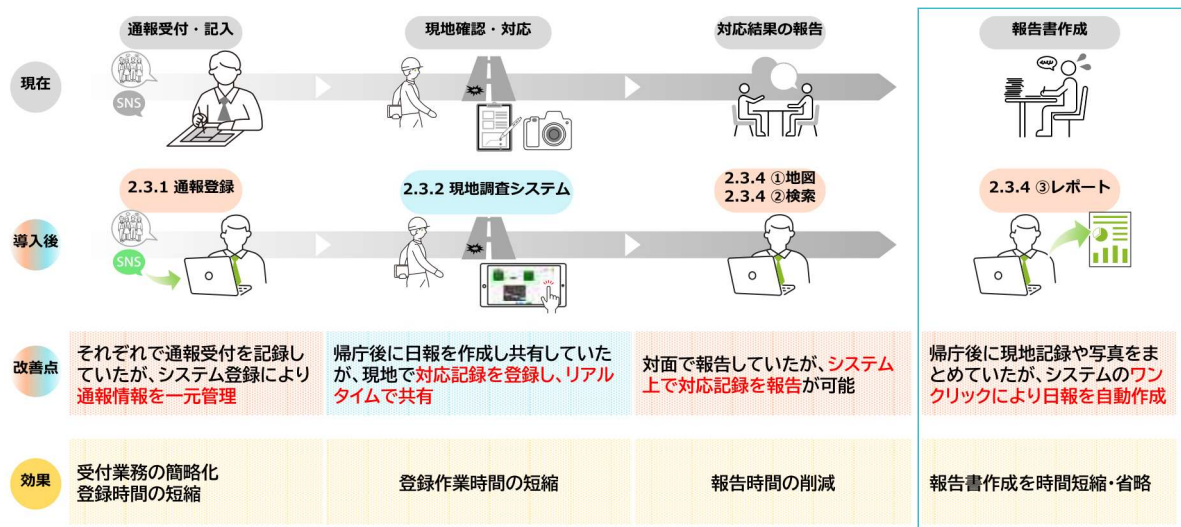 通報受付・記入
現地確認・対応
対応結果の報告
報告書作成
現在
SNS
2.3.1 通報登録
2.3.2 現地調査システム
2.3.4 ①地図
2.3.4 ②検索
2.3.4 ③レポート
導入後
SNS
改善点
それぞれで通報受付を記録し
ていたが、システム登録により
通報情報を一元管理
帰庁後に日報を作成し共有していた
が、現地で対応記録を登録し、リアル
タイムで共有
対面で報告していたが、システム
上で対応記録を報告が可能
帰庁後に現地記録や写真をま
とめていたが、システムのワン
クリックにより日報を自動作成
効果
受付業務の簡略化
登録時間の短縮
登録作業時間の短縮
報告時間の削減
報告書作成を時間短縮・省略